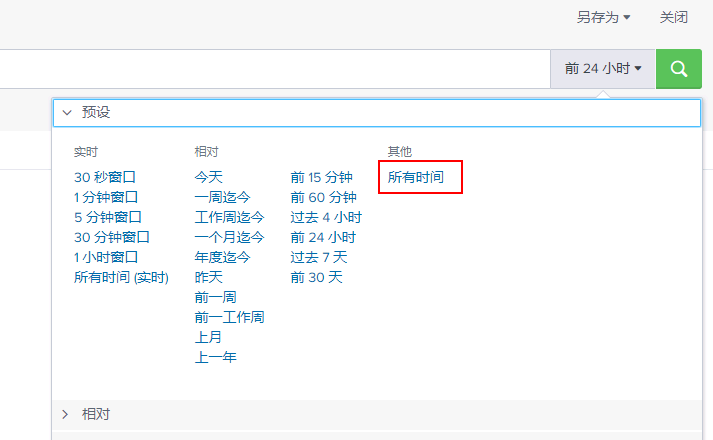 另存为 关闭
前 24 小时
预设
实时
30 秒窗口
1 分钟窗口
5 分钟窗口
30 分钟窗口
1 小时窗口
所有时间 (实时)
相对
今天
一周迄今
工作周迄今
一个月迄今
年度迄今
昨天
前一周
前一工作周
上月
上一年
前 15 分钟
前 60 分钟
过去 4 小时
前 24 小时
过去 7 天
前 30 天
其他
所有时间
相对